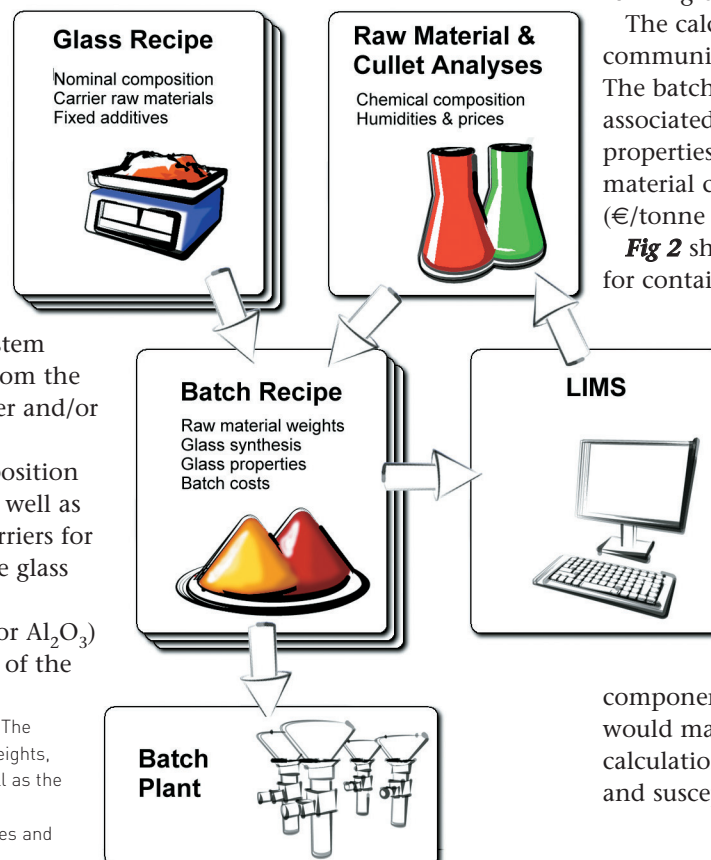 Glass Recipe
Nominal composition
Carrier raw materials
Fixed additives
Raw Material &
Cullet Analyses
Chemical composition
Humidities & prices
The calc
communi
The batch
associated
properties
material c
(€/tonne
Fig 2 sh
for contai
stem
om the
er and/or
position
well as
rriers for
e glass
or Al₂O₃)
of the
Batch Recipe
Raw material weights
Glass synthesis
Glass properties
Batch costs
LIMS
The
eights,
ll as the
es and
Batch
Plant
componen
would ma
calculation
and susce